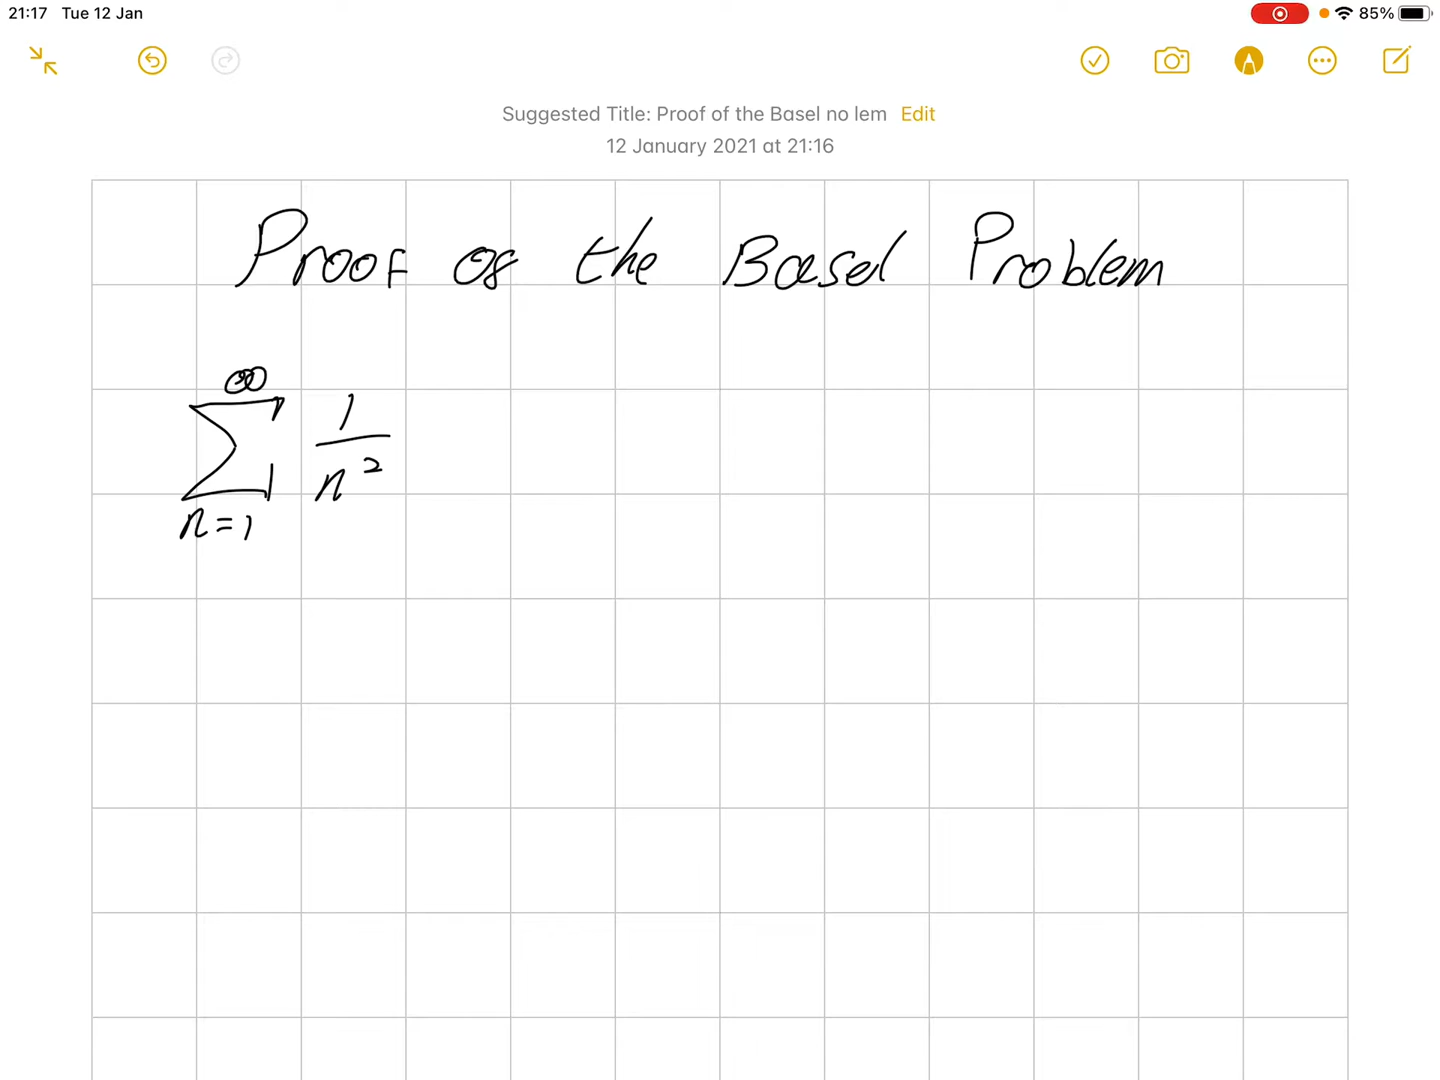 21:17 Tue 12 Jan 85%
Suggested Title: Proof of the Basel no lem Edit
12 January 2021 at 21:16
Proof of the Basel Problem
∞
∑ 1/n²
n=1